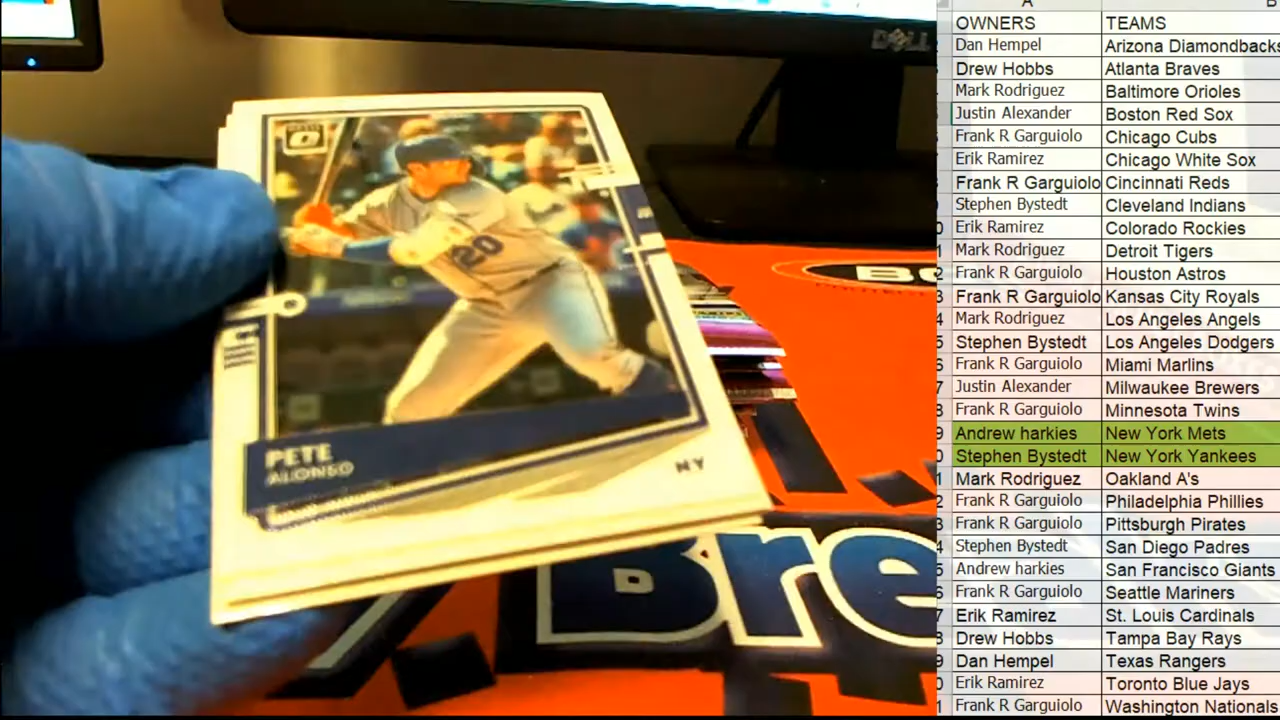 DELL
A B
OWNERS TEAMS
Dan Hempel Arizona Diamondbacks
Drew Hobbs Atlanta Braves
Mark Rodriguez Baltimore Orioles
Justin Alexander Boston Red Sox
Frank R Garguiolo Chicago Cubs
Erik Ramirez Chicago White Sox
Frank R Garguiolo Cincinnati Reds
Stephen Bystedt Cleveland Indians
Erik Ramirez Colorado Rockies
Mark Rodriguez Detroit Tigers
Frank R Garguiolo Houston Astros
Frank R Garguiolo Kansas City Royals
Mark Rodriguez Los Angeles Angels
Stephen Bystedt Los Angeles Dodgers
Frank R Garguiolo Miami Marlins
Justin Alexander Milwaukee Brewers
Frank R Garguiolo Minnesota Twins
Andrew harkies New York Mets
Stephen Bystedt New York Yankees
Mark Rodriguez Oakland A's
Frank R Garguiolo Philadelphia Phillies
Frank R Garguiolo Pittsburgh Pirates
Stephen Bystedt San Diego Padres
Andrew harkies San Francisco Giants
Frank R Garguiolo Seattle Mariners
Erik Ramirez St. Louis Cardinals
Drew Hobbs Tampa Bay Rays
Dan Hempel Texas Rangers
Erik Ramirez Toronto Blue Jays
Frank R Garguiolo Washington Nationals
20
PETE
ALONSO
NY
Bre